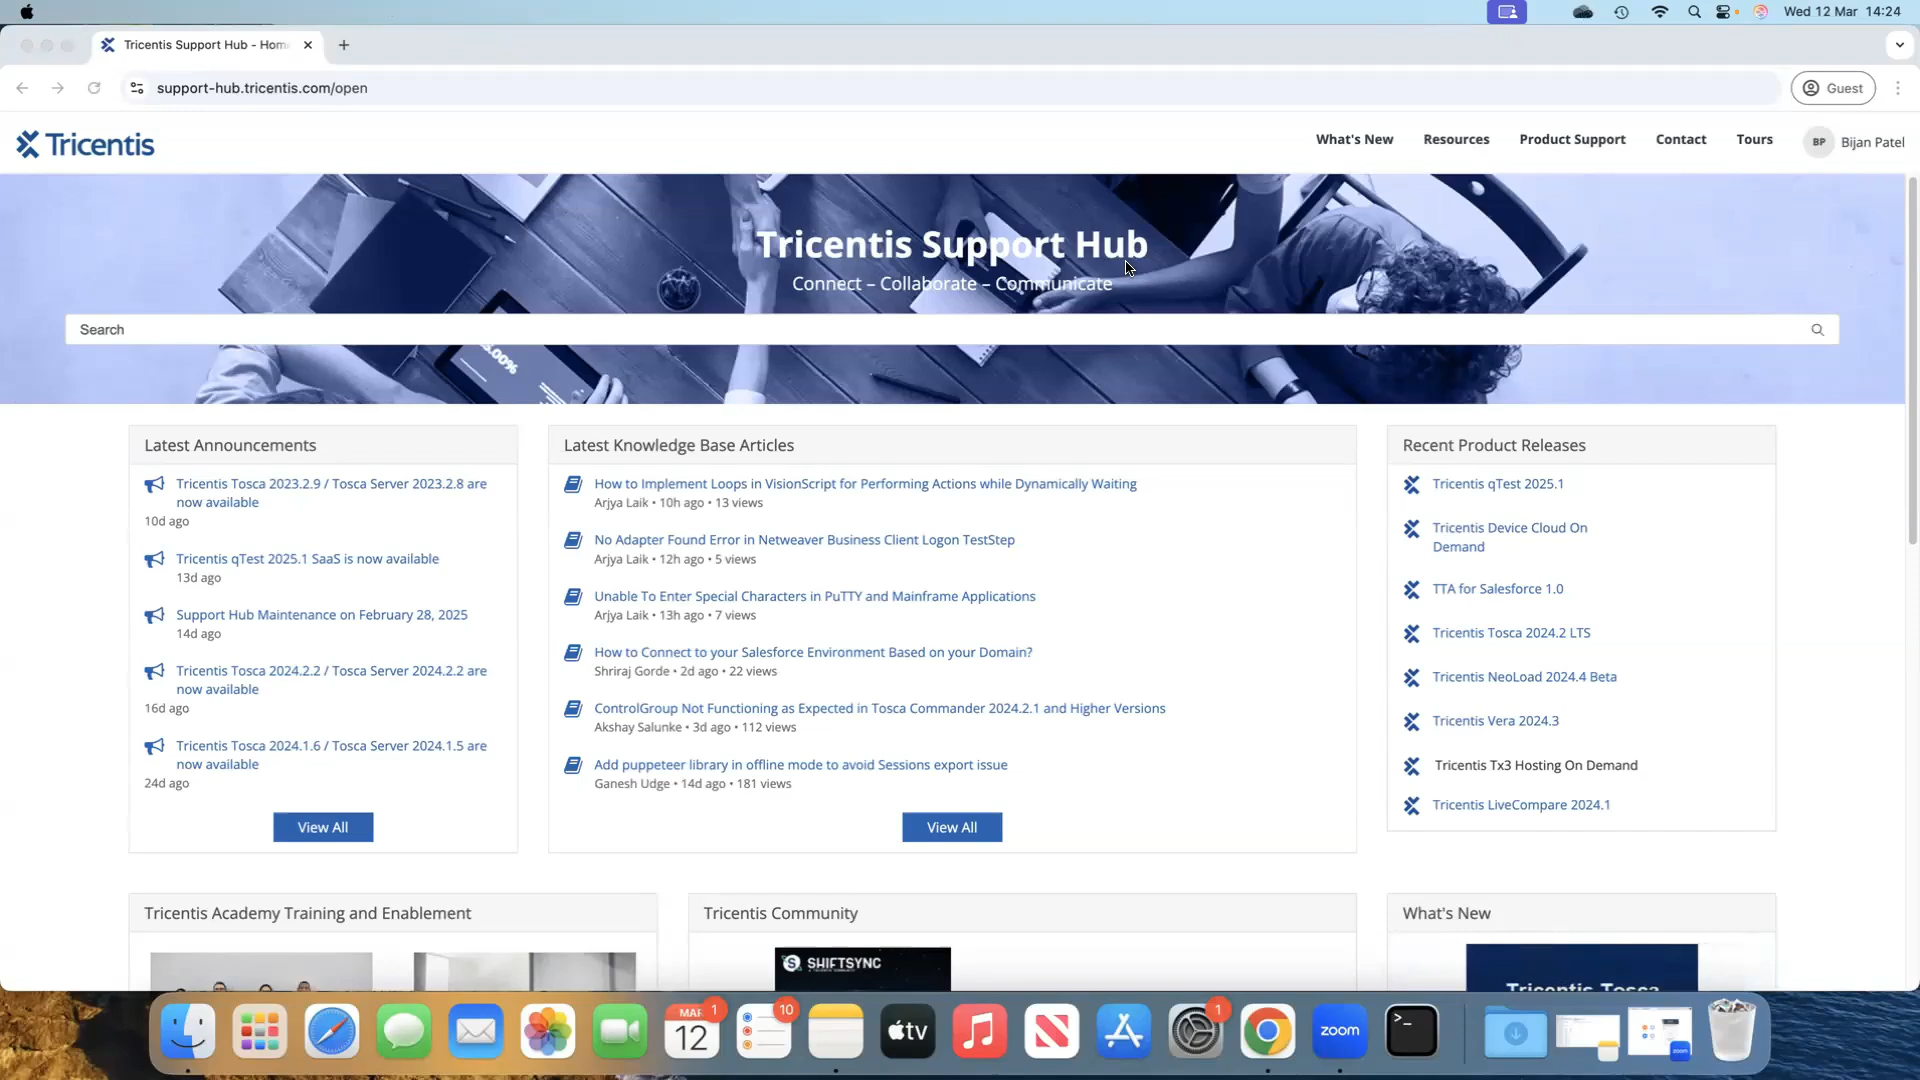 Wed 12 Mar 14:24
Tricentis Support Hub - Hom
support-hub.tricentis.com/open
Guest
Tricentis
What's New
Resources
Product Support
Contact
Tours
BP
Bijan Patel
Tricentis Support Hub
Connect – Collaborate – Communicate
Search
5.00%
Latest Announcements
Tricentis Tosca 2023.2.9 / Tosca Server 2023.2.8 are
now available
10d ago
Tricentis qTest 2025.1 SaaS is now available
13d ago
Support Hub Maintenance on February 28, 2025
14d ago
Tricentis Tosca 2024.2.2 / Tosca Server 2024.2.2 are
now available
16d ago
Tricentis Tosca 2024.1.6 / Tosca Server 2024.1.5 are
now available
24d ago
View All
Latest Knowledge Base Articles
How to Implement Loops in VisionScript for Performing Actions while Dynamically Waiting
Arjya Laik • 10h ago • 13 views
No Adapter Found Error in Netweaver Business Client Logon TestStep
Arjya Laik • 12h ago • 5 views
Unable To Enter Special Characters in PuTTY and Mainframe Applications
Arjya Laik • 13h ago • 7 views
How to Connect to your Salesforce Environment Based on your Domain?
Shriraj Gorde • 2d ago • 22 views
ControlGroup Not Functioning as Expected in Tosca Commander 2024.2.1 and Higher Versions
Akshay Salunke • 3d ago • 112 views
Add puppeteer library in offline mode to avoid Sessions export issue
Ganesh Udge • 14d ago • 181 views
View All
Recent Product Releases
Tricentis qTest 2025.1
Tricentis Device Cloud On
Demand
TTA for Salesforce 1.0
Tricentis Tosca 2024.2 LTS
Tricentis NeoLoad 2024.4 Beta
Tricentis Vera 2024.3
Tricentis Tx3 Hosting On Demand
Tricentis LiveCompare 2024.1
Tricentis Academy Training and Enablement
Tricentis Community
SHIFTSYNC
What's New
Tricentis Tosca
MAR
12
1
10
tv
1
zoom
>_
zoom